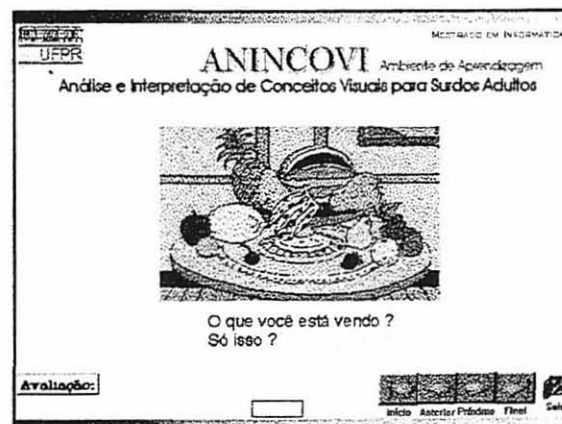 UFPR
MESTRADO EM INFORMÁTICA
ANINCOVI Ambiente de Aprendizagem
Análise e Interpretação de Conceitos Visuais para Surdos Adultos
O que você está vendo ?
Só isso ?
Avaliação:
Início Anterior Próximo Final Sair